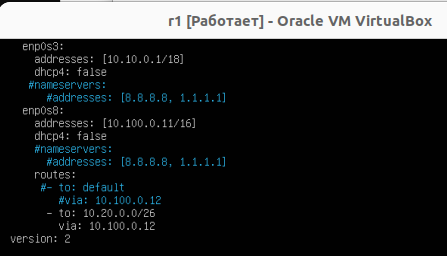 r1 [Работает] - Oracle VM VirtualBox
enp0s3:
addresses: [10.10.0.1/18]
dhcp4: false
#nameservers:
#addresses: [8.8.8.8, 1.1.1.1]
enp0s8:
addresses: [10.100.0.11/16]
dhcp4: false
#nameservers:
#addresses: [8.8.8.8, 1.1.1.1]
routes:
#- to: default
#via: 10.100.0.12
- to: 10.20.0.0/26
via: 10.100.0.12
version: 2